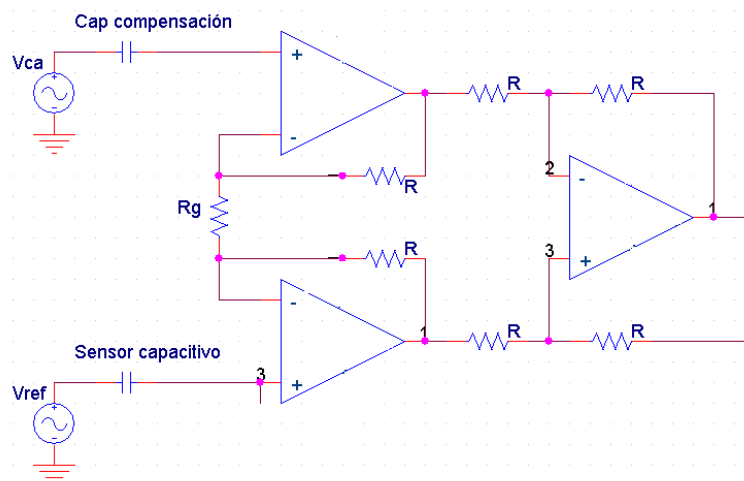 Cap compensación
Vca
+
-
R
R
R
2
-
1
Rg
R
3
+
-
1
R
R
Sensor capacitivo
3
+
Vref